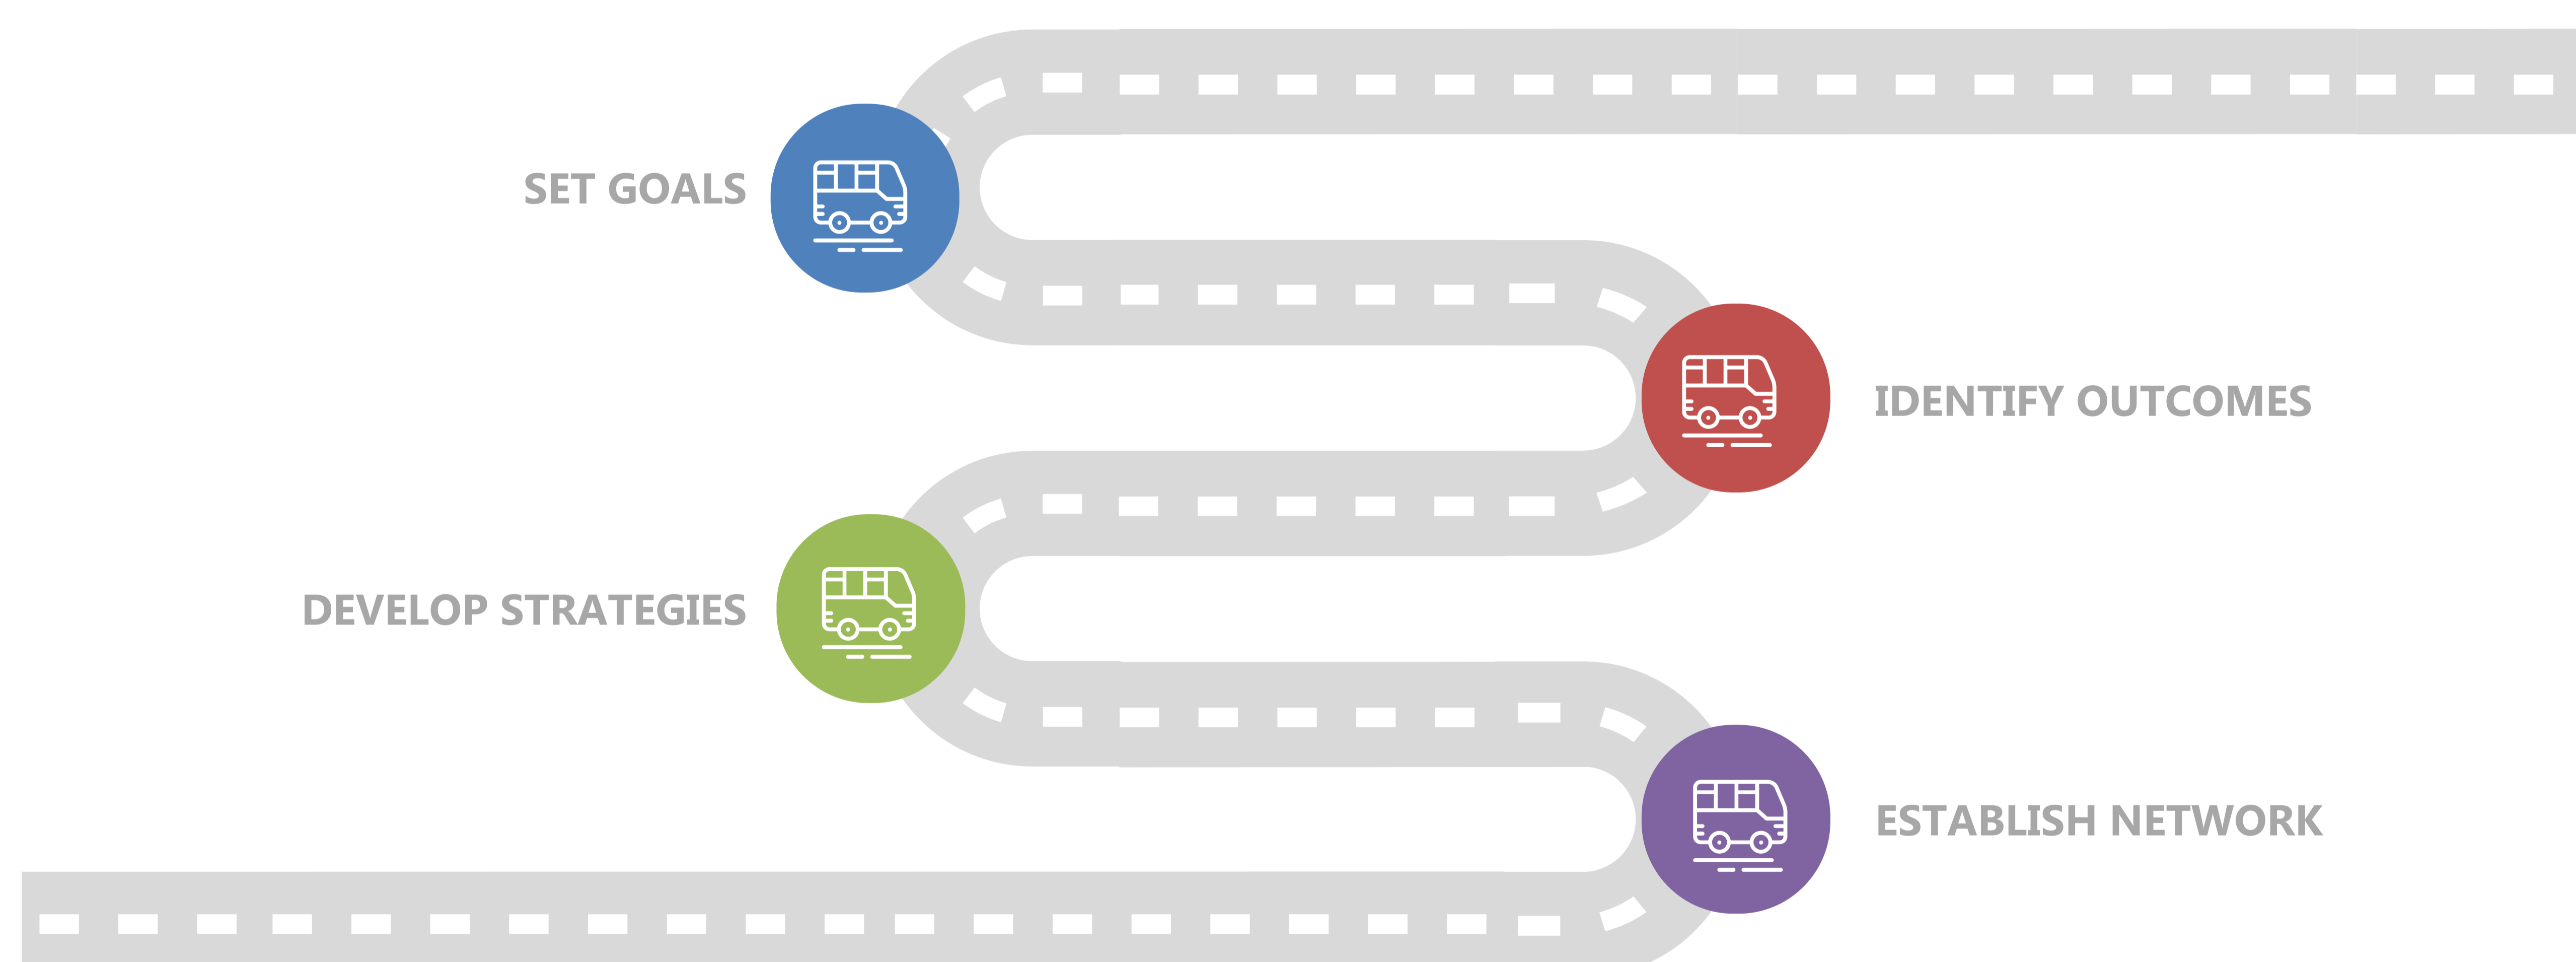 SET GOALS
IDENTIFY OUTCOMES
DEVELOP STRATEGIES
ESTABLISH NETWORK